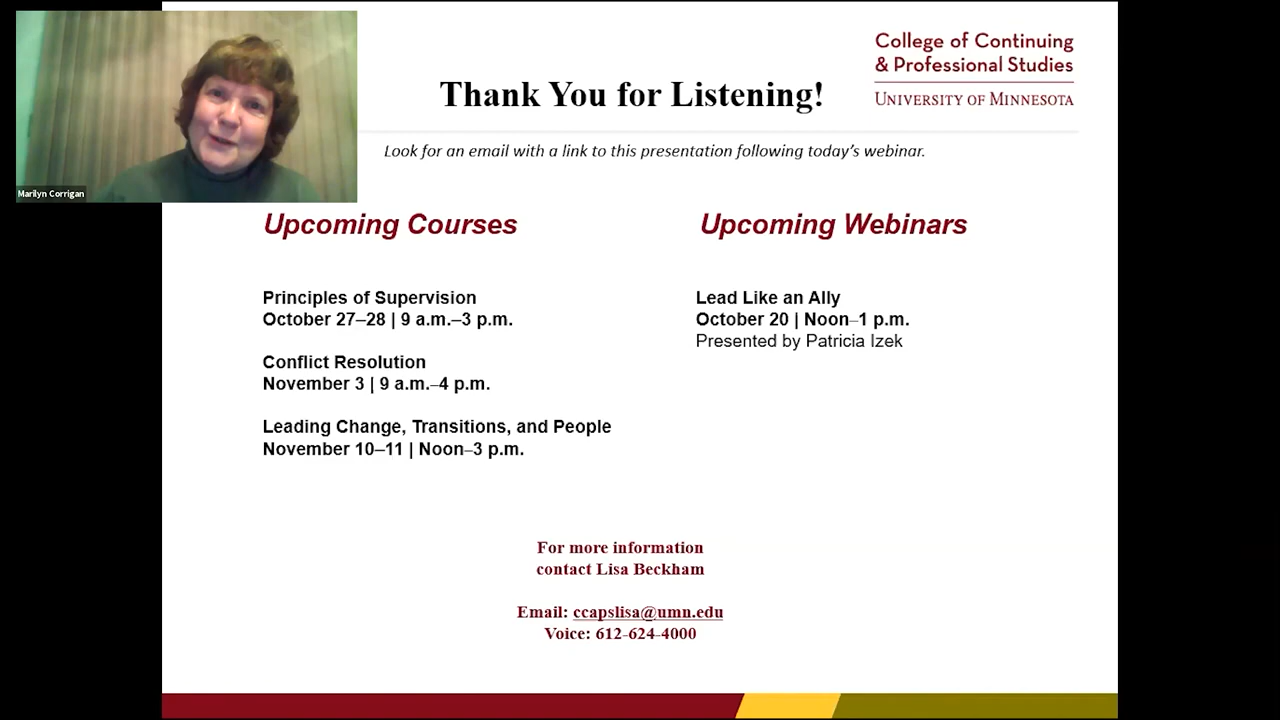 Marilyn Corrigan
Thank You for Listening!
College of Continuing
& Professional Studies
UNIVERSITY OF MINNESOTA
Look for an email with a link to this presentation following today's webinar.
Upcoming Courses
Principles of Supervision
October 27–28 | 9 a.m.–3 p.m.
Conflict Resolution
November 3 | 9 a.m.–4 p.m.
Leading Change, Transitions, and People
November 10–11 | Noon–3 p.m.
Upcoming Webinars
Lead Like an Ally
October 20 | Noon–1 p.m.
Presented by Patricia Izek
For more information
contact Lisa Beckham
Email: ccapslisa@umn.edu
Voice: 612-624-4000